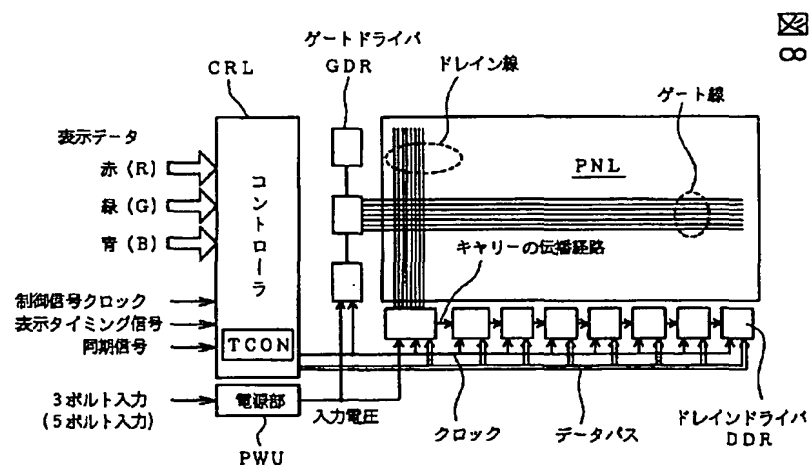 図8
ゲートドライバ
GDR
ドレイン線
CRL
ゲート線
表示データ
赤 (R)
緑 (G)
青 (B)
コントローラ
PNL
キャリーの伝播経路
制御信号クロック
表示タイミング信号
同期信号
TCON
3ボルト入力
(5ボルト入力)
電源部
入力電圧
クロック
データバス
ドレインドライバ
DDR
PWU